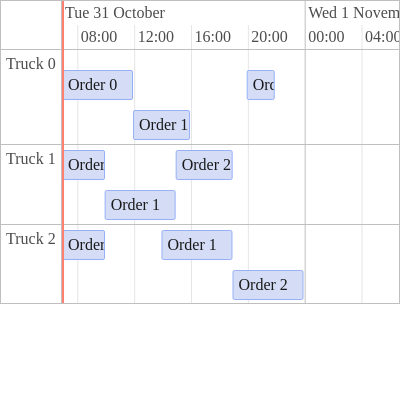 Tue 31 October
Wed 1 Novem
08:00 12:00 16:00 20:00 00:00 04:00
Truck 0
Order 0
Orc
Order 1
Truck 1
Order
Order 2
Order 1
Truck 2
Order
Order 1
Order 2